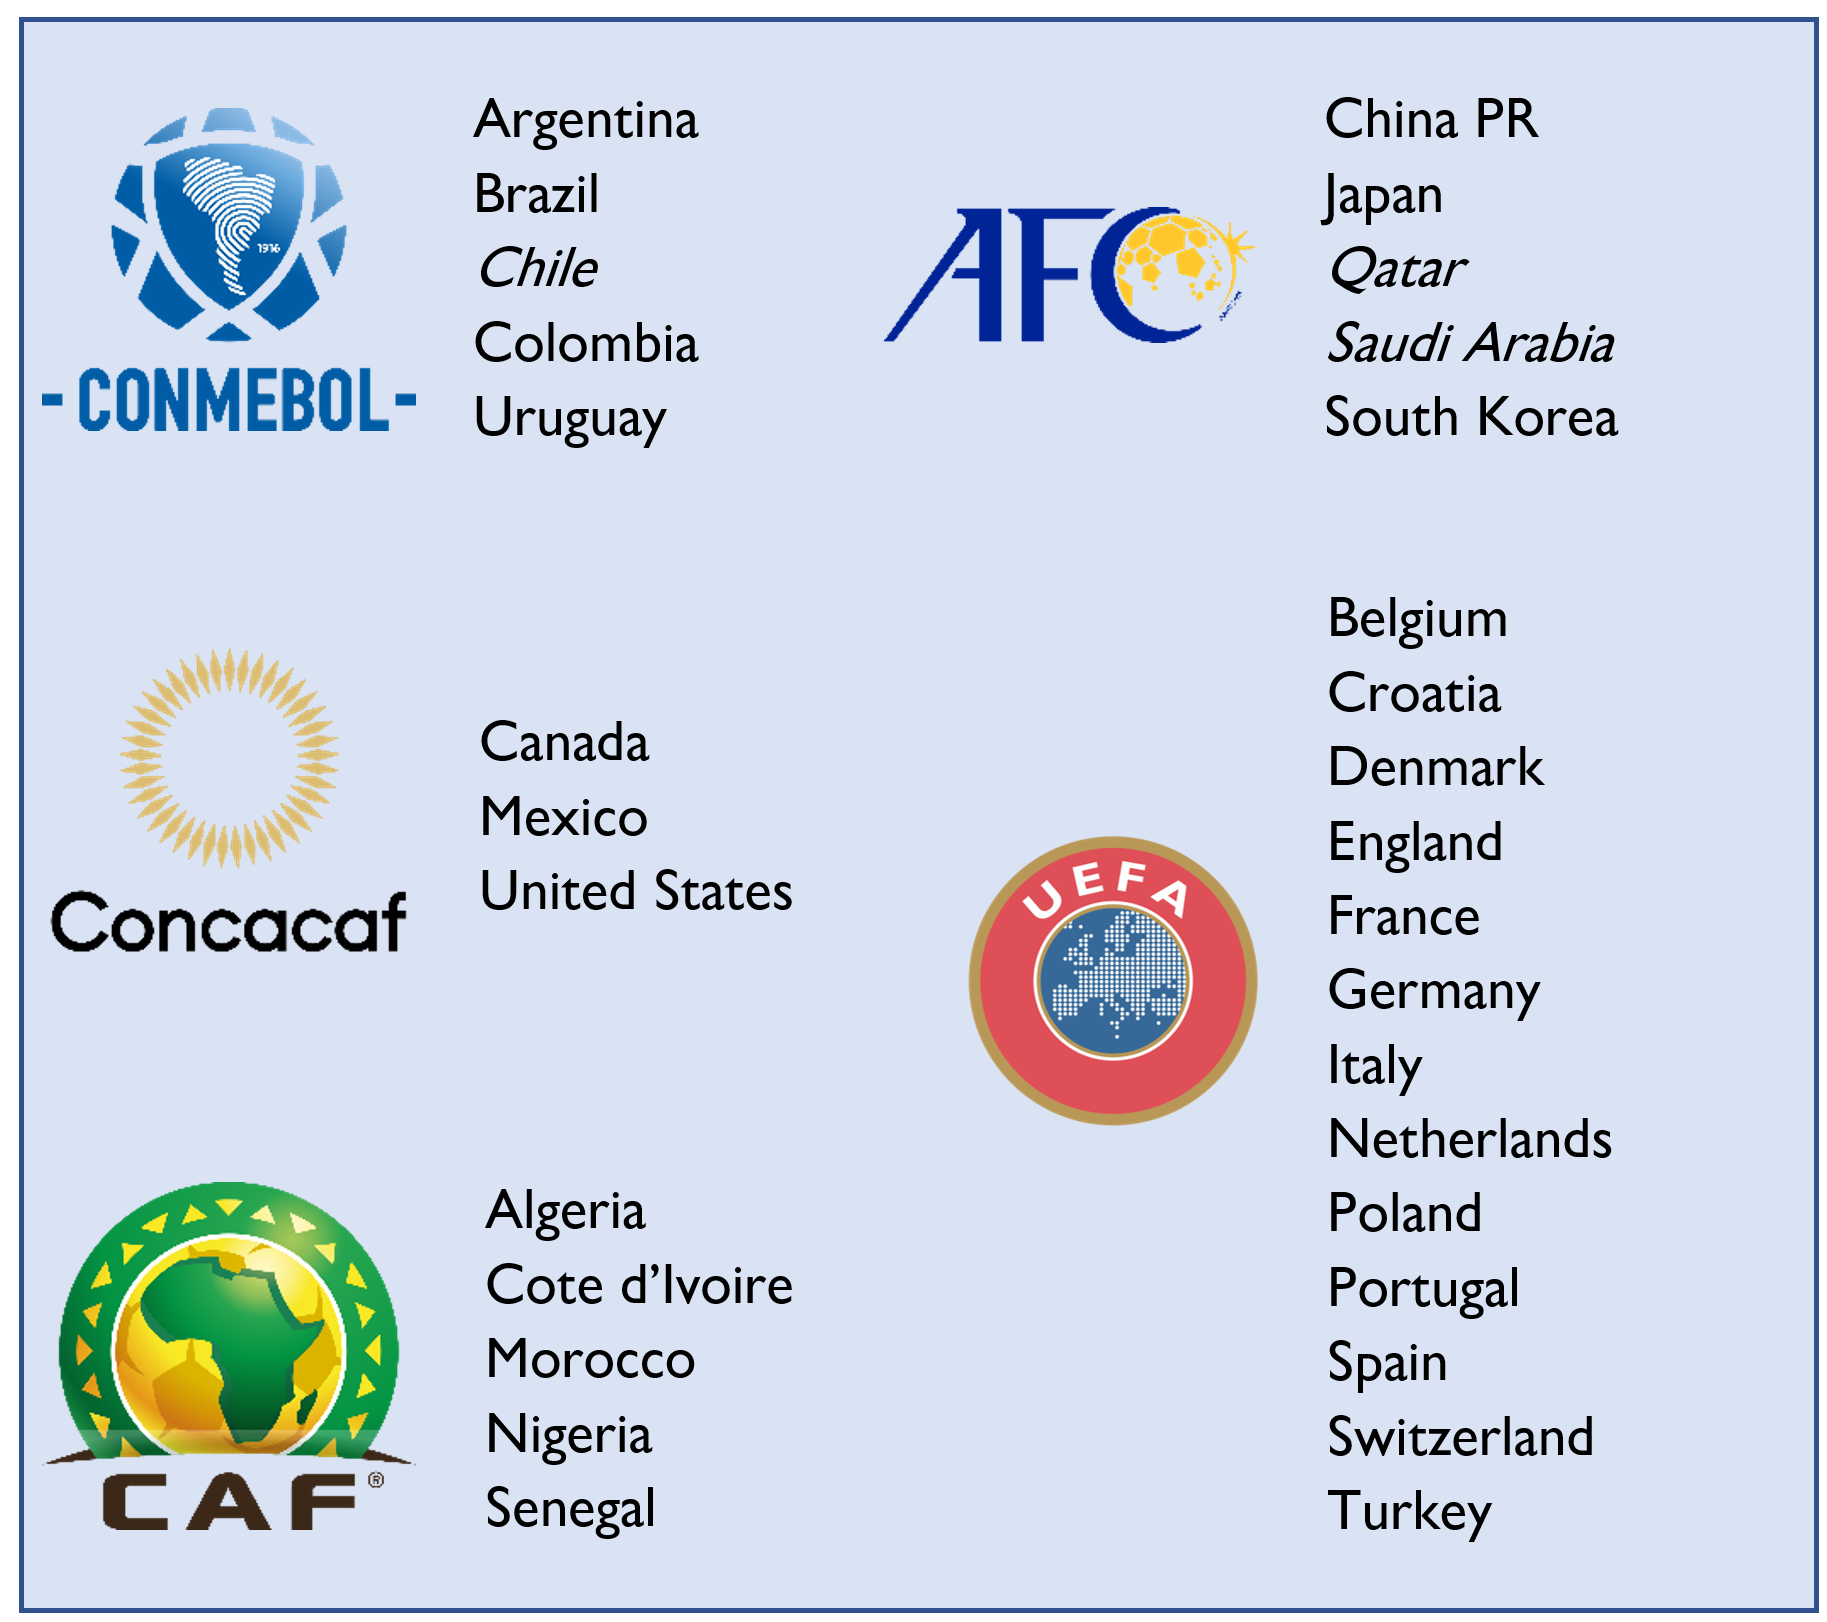 1916
- CONMEBOL -
Argentina
Brazil
Chile
Colombia
Uruguay
AFC
China PR
Japan
Qatar
Saudi Arabia
South Korea
Concacaf
Canada
Mexico
United States
UEFA
Belgium
Croatia
Denmark
England
France
Germany
Italy
Netherlands
Poland
Portugal
Spain
Switzerland
Turkey
CAF®
Algeria
Cote d’Ivoire
Morocco
Nigeria
Senegal